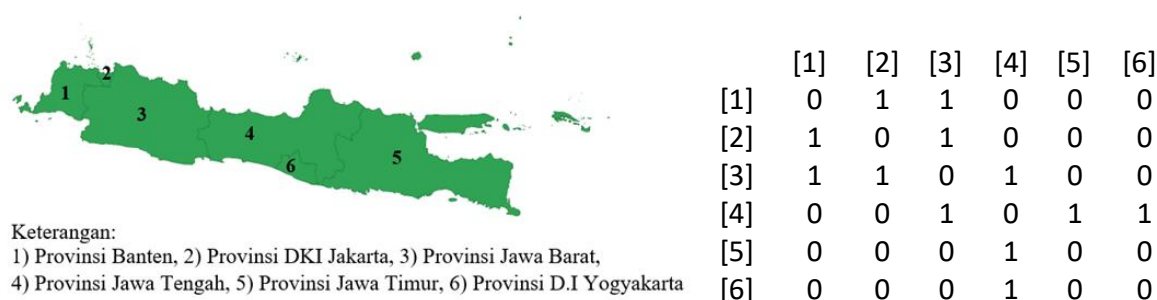 2
1
3
4
6
5
Keterangan:
1) Provinsi Banten, 2) Provinsi DKI Jakarta, 3) Provinsi Jawa Barat,
4) Provinsi Jawa Tengah, 5) Provinsi Jawa Timur, 6) Provinsi D.I Yogyakarta
[1] [2] [3] [4] [5] [6]
[1] 0 1 1 0 0 0
[2] 1 0 1 0 0 0
[3] 1 1 0 1 0 0
[4] 0 0 1 0 1 1
[5] 0 0 0 1 0 0
[6] 0 0 0 1 0 0